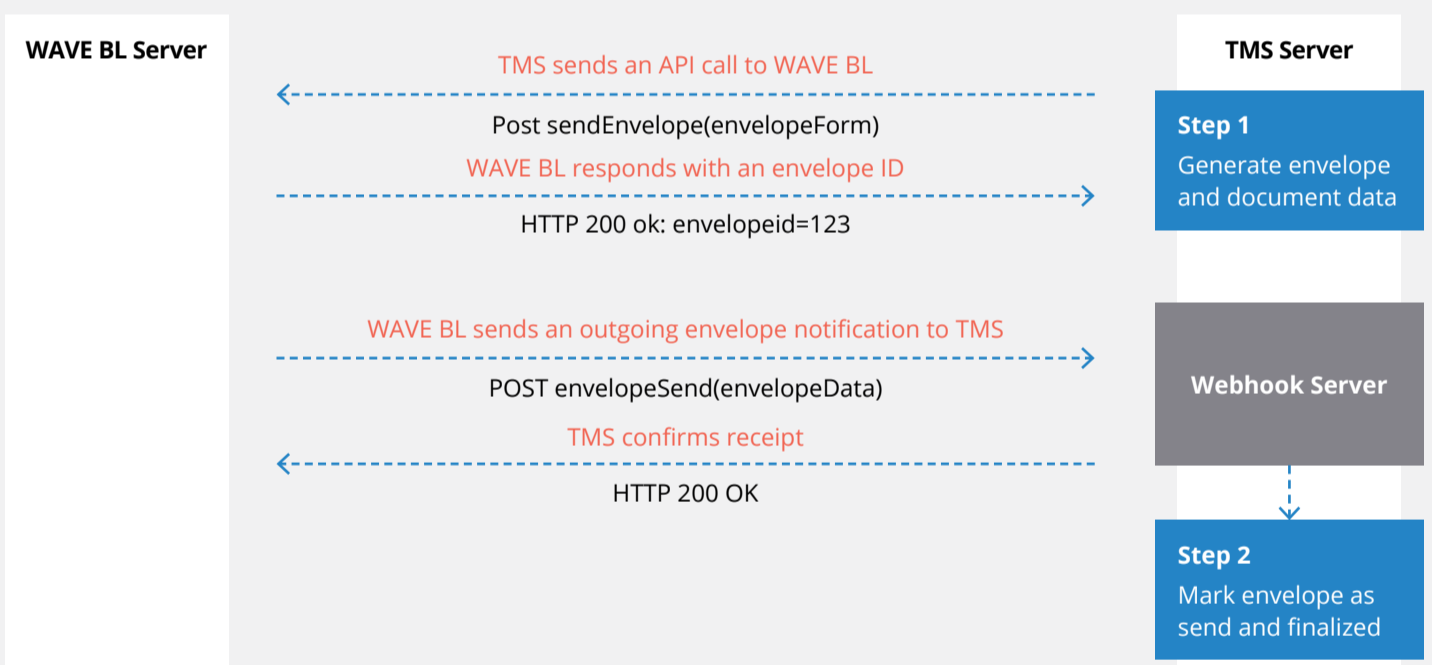 WAVE BL Server
TMS Server
TMS sends an API call to WAVE BL
Post sendEnvelope(envelopeForm)
WAVE BL responds with an envelope ID
HTTP 200 ok: envelopeid=123
Step 1
Generate envelope
and document data
WAVE BL sends an outgoing envelope notification to TMS
POST envelopeSend(envelopeData)
TMS confirms receipt
HTTP 200 OK
Webhook Server
Step 2
Mark envelope as
send and finalized